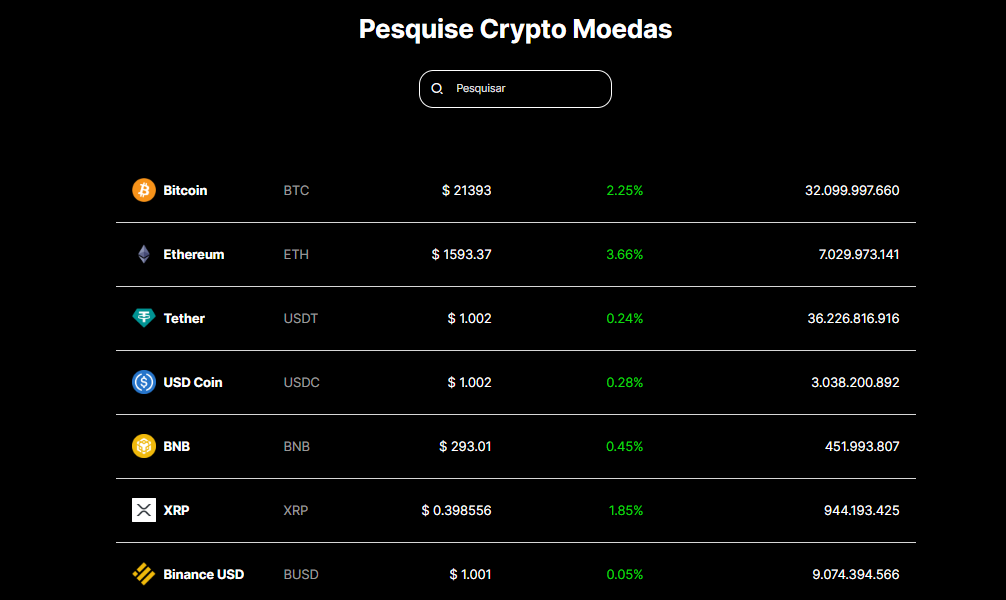 Pesquise Crypto Moedas
Pesquisar
Bitcoin BTC $ 21393 2.25% 32.099.997.660
Ethereum ETH $ 1593.37 3.66% 7.029.973.141
Tether USDT $ 1.002 0.24% 36.226.816.916
USD Coin USDC $ 1.002 0.28% 3.038.200.892
BNB BNB $ 293.01 0.45% 451.993.807
XRP XRP $ 0.398556 1.85% 944.193.425
Binance USD BUSD $ 1.001 0.05% 9.074.394.566